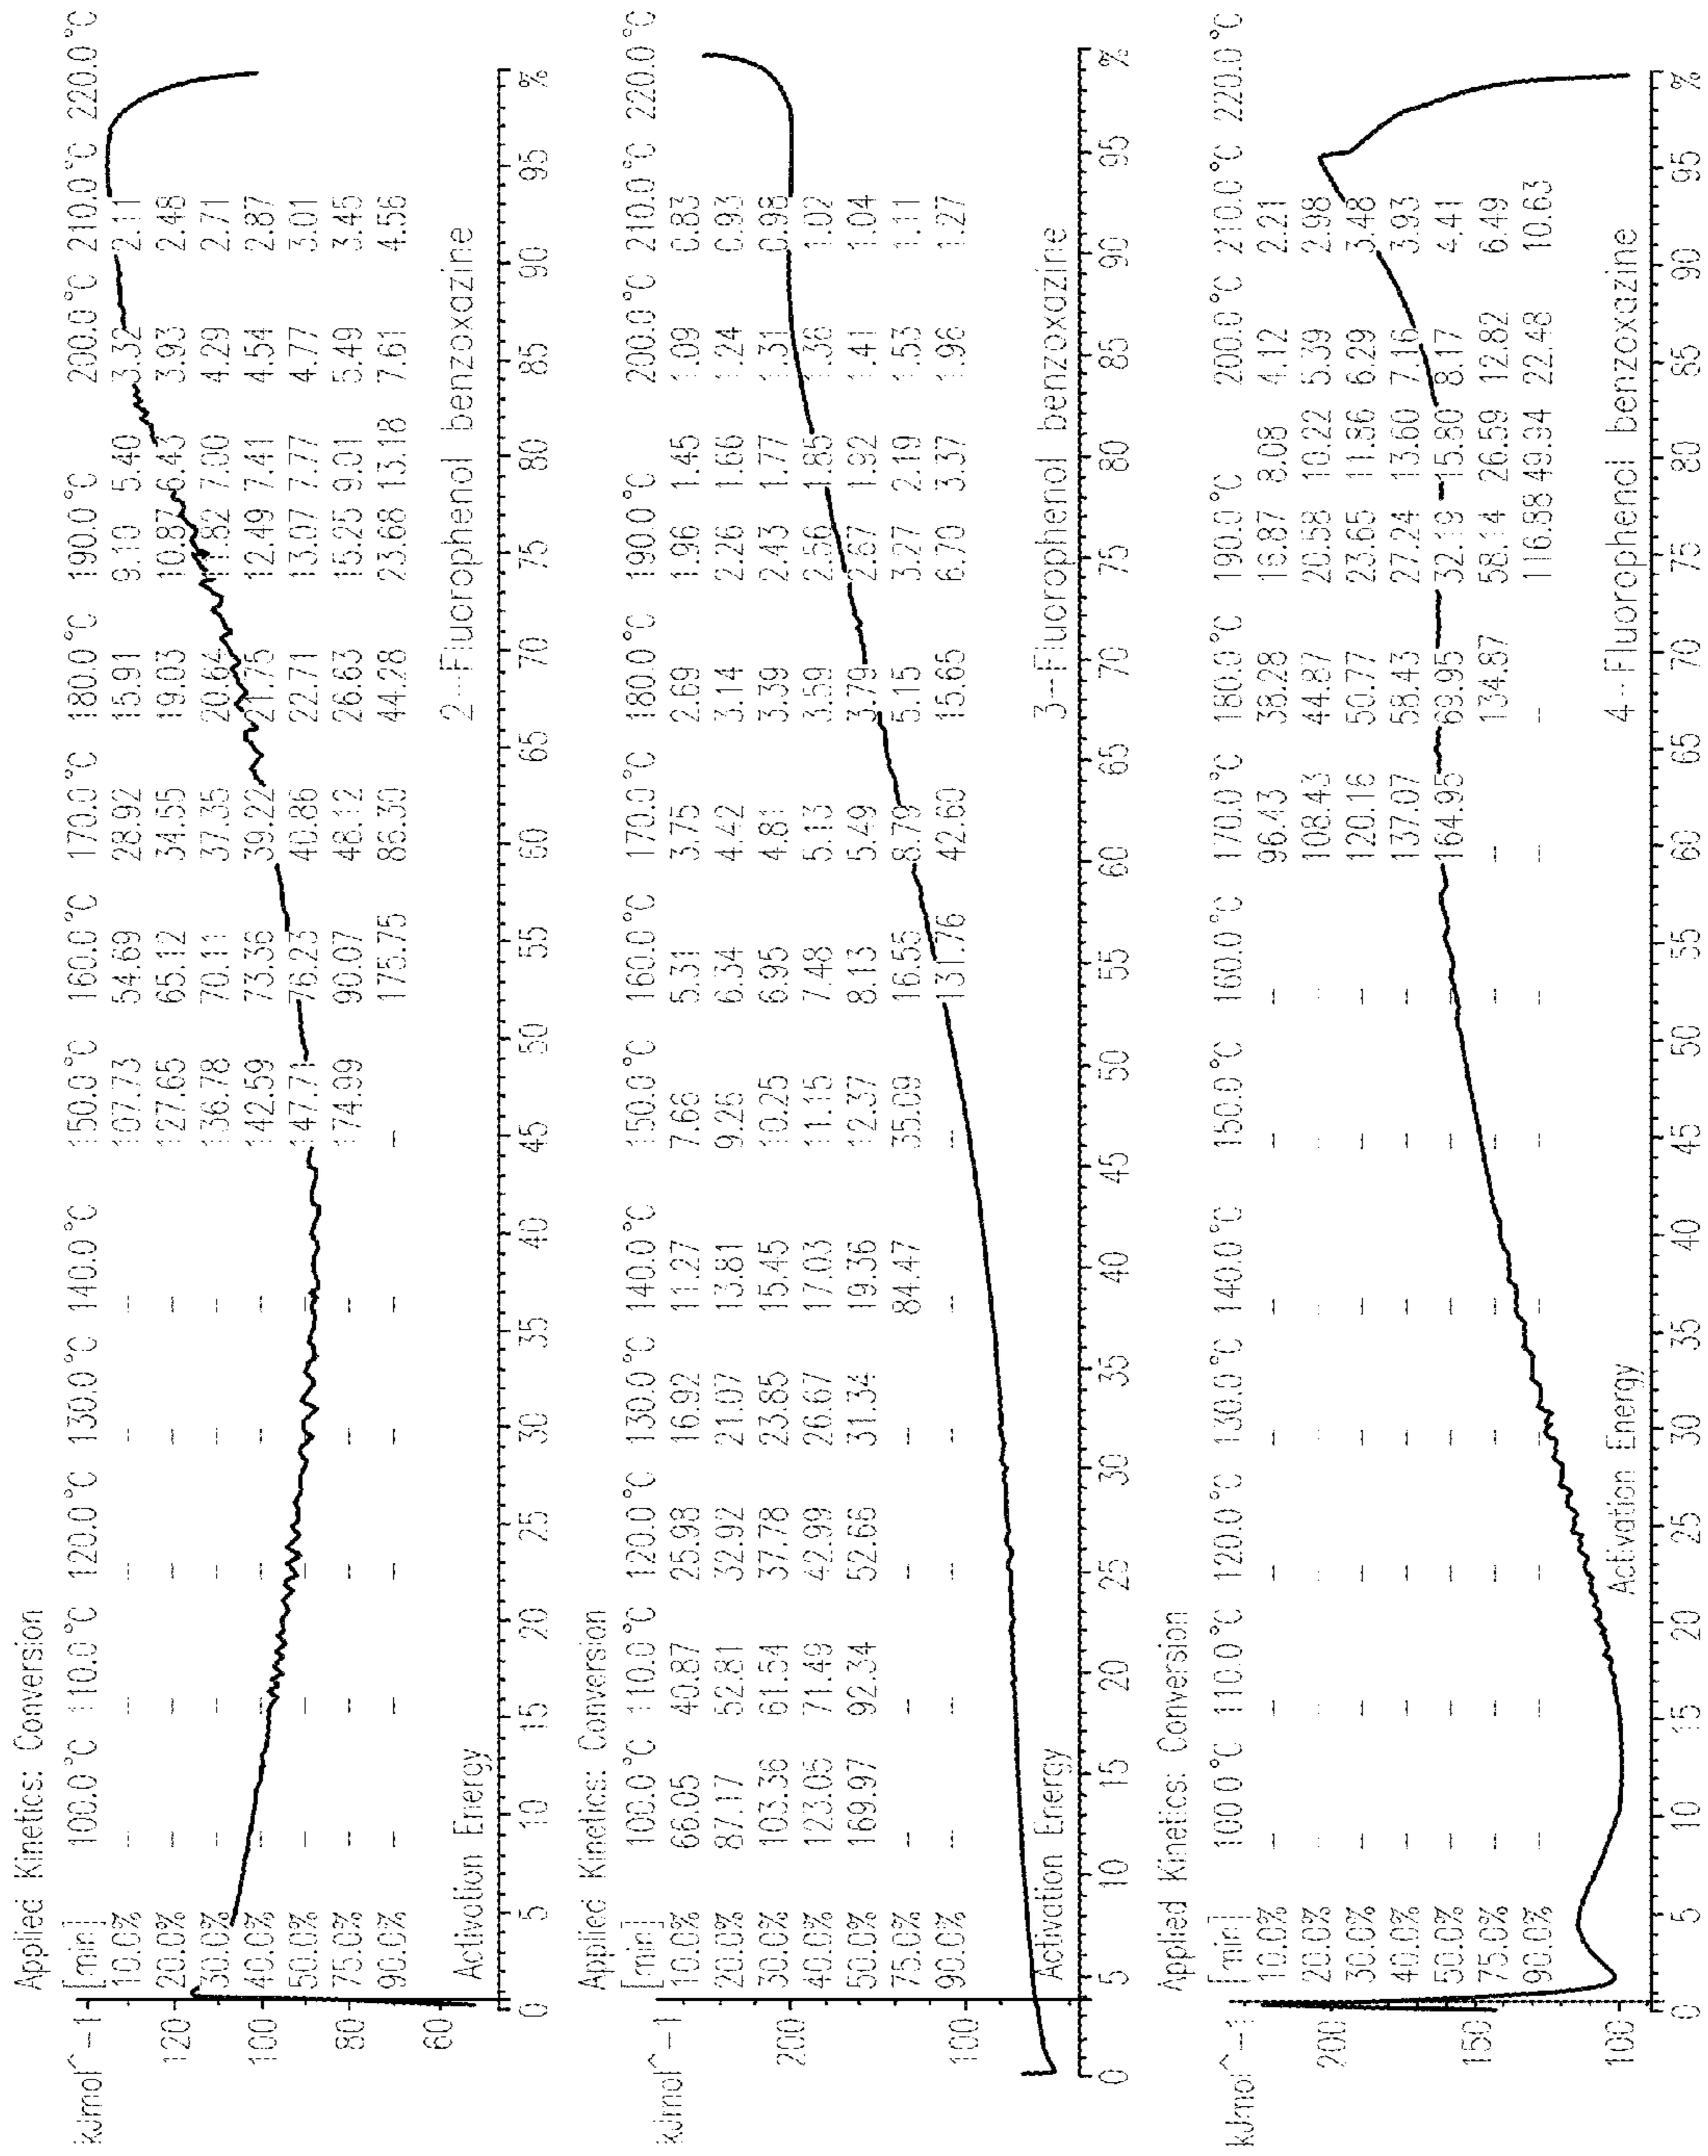 Applied Kinetics: Conversion
[min] 100.0°C 110.0°C 120.0°C 130.0°C 140.0°C 150.0°C 160.0°C 170.0°C 180.0°C 190.0°C 200.0°C 210.0°C 220.0°C
10.0% - - - - - 107.73 54.69 28.92 15.91 9.10 5.40 3.32 2.11
20.0% - - - - - 127.65 65.12 34.55 19.03 10.87 6.43 3.93 2.48
30.0% - - - - - 136.78 70.11 37.35 20.64 11.82 7.00 4.29 2.71
40.0% - - - - - 142.59 73.36 39.22 21.75 12.49 7.41 4.54 2.87
50.0% - - - - - 147.71 76.23 40.86 22.71 13.07 7.77 4.77 3.01
75.0% - - - - - 174.99 90.07 48.12 26.63 15.25 9.01 5.49 3.45
90.0% - - - - - - 175.75 86.30 44.28 23.68 13.18 7.61 4.56
kJmol^-1
120
100
80
60
Activation Energy
2-Fluorophenol benzoxazine
0 5 10 15 20 25 30 35 40 45 50 55 60 65 70 75 80 85 90 95 %
Applied Kinetics: Conversion
[min] 100.0°C 110.0°C 120.0°C 130.0°C 140.0°C 150.0°C 160.0°C 170.0°C 180.0°C 190.0°C 200.0°C 210.0°C 220.0°C
10.0% 66.05 40.87 25.98 16.92 11.27 7.66 5.31 3.75 2.69 1.96 1.45 1.09 0.83
20.0% 87.17 52.81 32.92 21.07 13.81 9.26 6.34 4.42 3.14 2.26 1.66 1.24 0.93
30.0% 103.36 61.54 37.78 23.85 15.45 10.25 6.95 4.81 3.39 2.43 1.77 1.31 0.98
40.0% 123.05 71.49 42.99 26.67 17.03 11.15 7.48 5.13 3.59 2.56 1.85 1.36 1.02
50.0% 169.97 92.34 52.66 31.34 19.36 12.37 8.13 5.49 3.79 2.67 1.92 1.41 1.04
75.0% - - - - 84.47 35.09 16.55 8.79 5.15 3.27 2.19 1.53 1.11
90.0% - - - - - - 131.76 42.60 15.65 6.70 3.37 1.96 1.27
kJmol^-1
200
100
Activation Energy
3-Fluorophenol benzoxazine
0 5 10 15 20 25 30 35 40 45 50 55 60 65 70 75 80 85 90 95 %
Applied Kinetics: Conversion
[min] 100.0°C 110.0°C 120.0°C 130.0°C 140.0°C 150.0°C 160.0°C 170.0°C 180.0°C 190.0°C 200.0°C 210.0°C 220.0°C
10.0% - - - - - - - 96.43 38.28 16.87 8.08 4.12 2.21
20.0% - - - - - - - 108.43 44.87 20.58 10.22 5.39 2.98
30.0% - - - - - - - 120.16 50.77 23.65 11.86 6.29 3.48
40.0% - - - - - - - 137.07 58.43 27.24 13.60 7.16 3.93
50.0% - - - - - - - 164.95 69.95 32.19 15.80 8.17 4.41
75.0% - - - - - - - - 134.87 58.14 26.59 12.82 6.49
90.0% - - - - - - - - - 116.88 49.94 22.48 10.63
kJmol^-1
200
150
100
Activation Energy
4-Fluorophenol benzoxazine
0 5 10 15 20 25 30 35 40 45 50 55 60 65 70 75 80 85 90 95 %